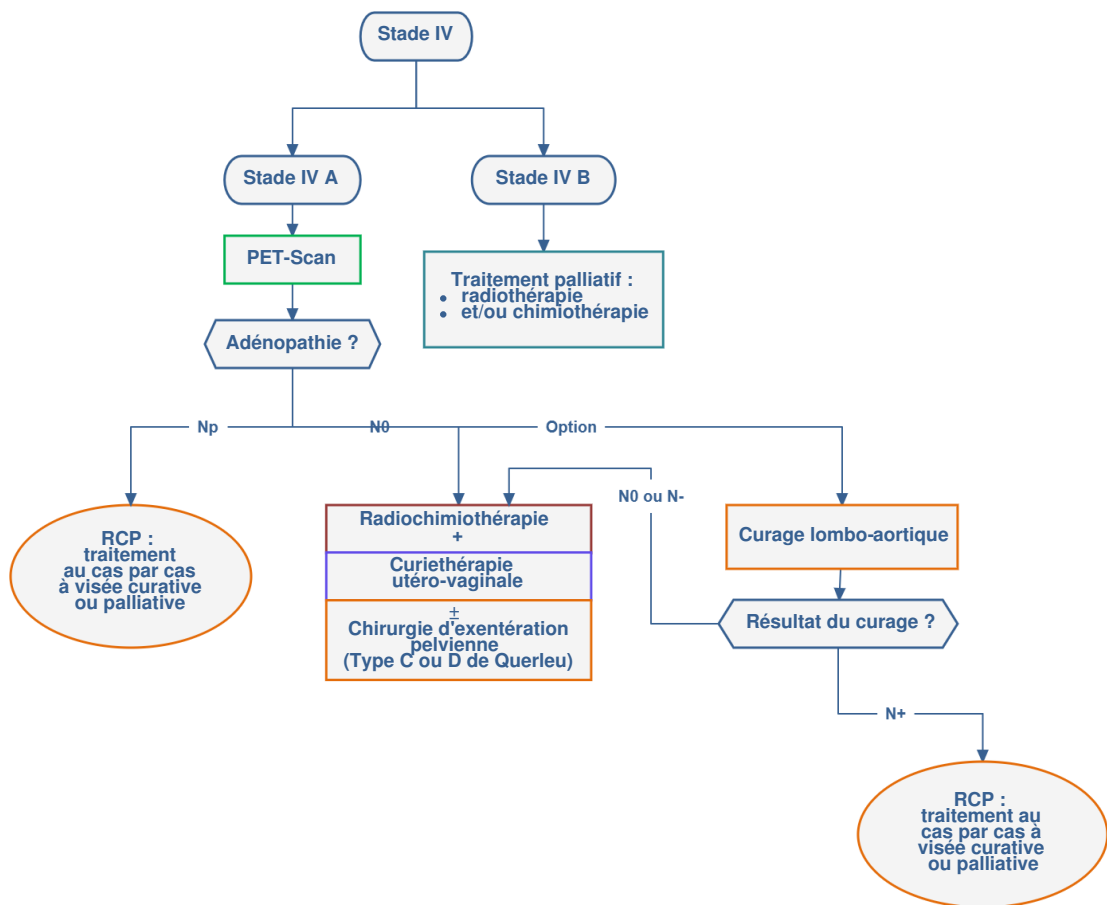 Stade IV
Stade IV A
Stade IV B
PET-Scan
Traitement palliatif :
• radiothérapie
• et/ou chimiothérapie
Adénopathie ?
Np
N0
Option
N0 ou N-
RCP :
traitement
au cas par cas
à visée curative
ou palliative
Radiochimiothérapie
+
Curiethérapie
utéro-vaginale
±
Chirurgie d'exentération
pelvienne
(Type C ou D de Querleu)
Curage lombo-aortique
Résultat du curage ?
N+
RCP :
traitement au
cas par cas à
visée curative
ou palliative